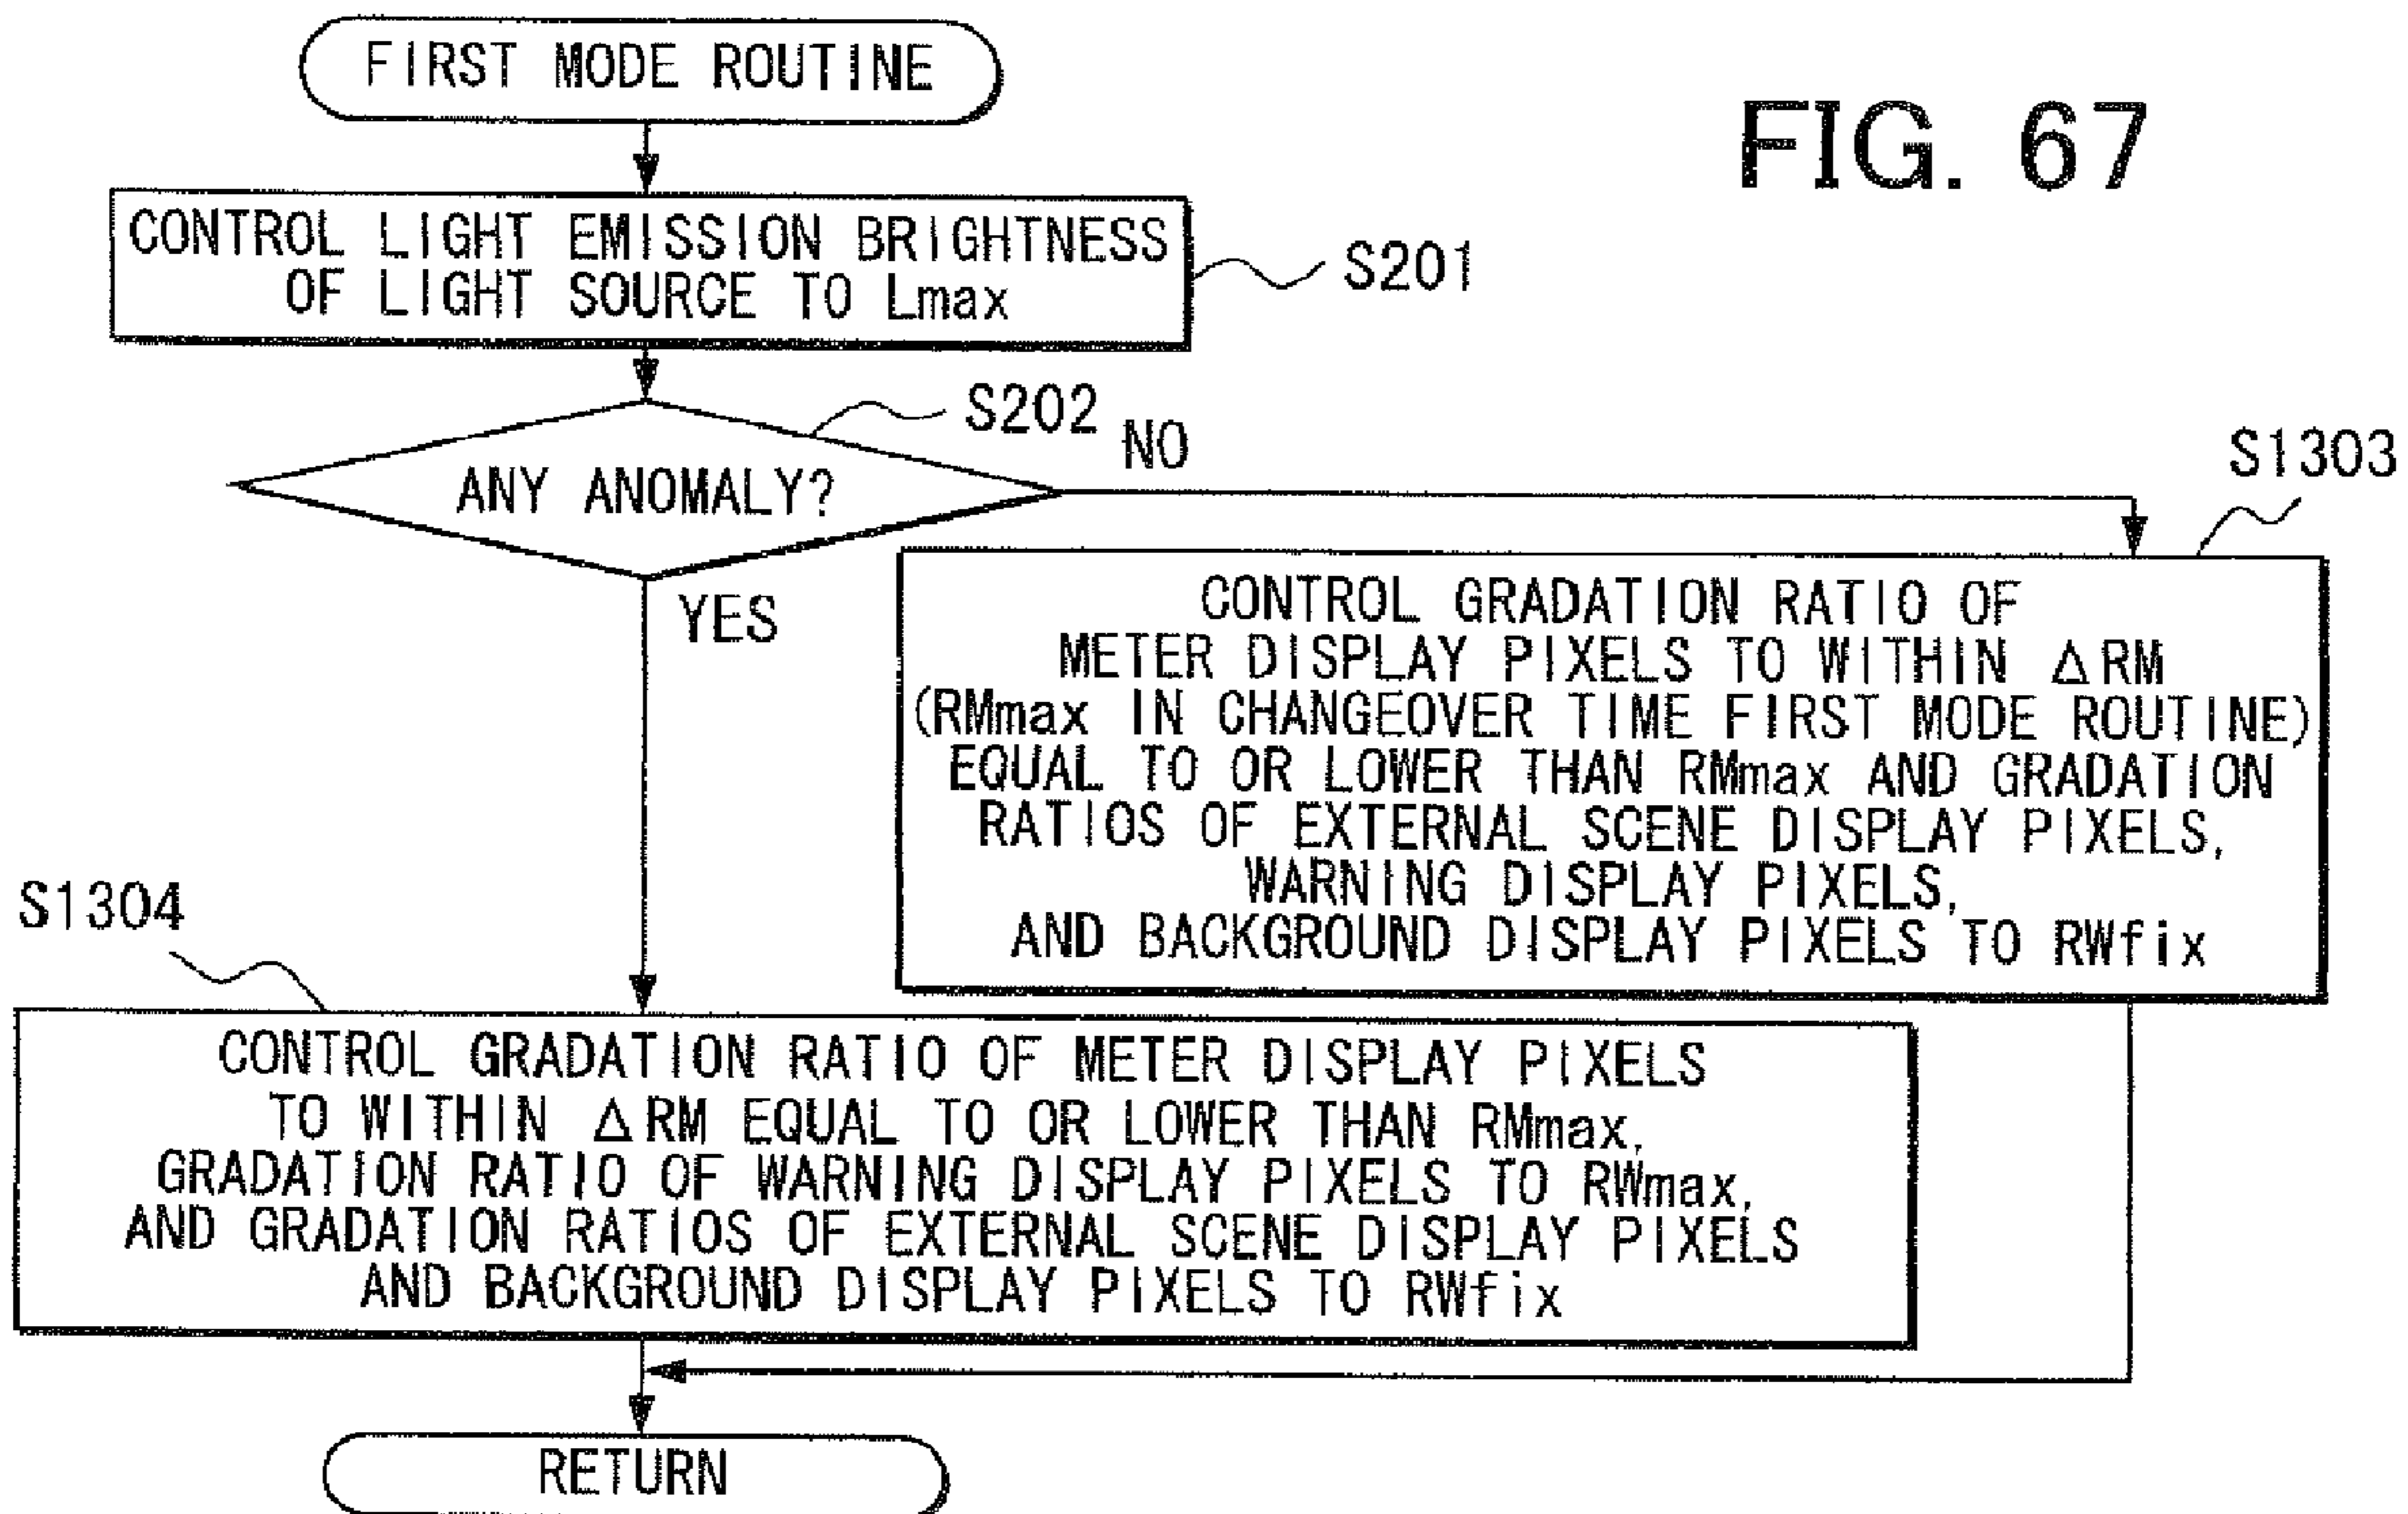 FIRST MODE ROUTINE
FIG. 67
CONTROL LIGHT EMISSION BRIGHTNESS
OF LIGHT SOURCE TO Lmax
S201
S202
ANY ANOMALY?
NO
YES
S1303
CONTROL GRADATION RATIO OF
METER DISPLAY PIXELS TO WITHIN △RM
(RMmax IN CHANGEOVER TIME FIRST MODE ROUTINE)
EQUAL TO OR LOWER THAN RMmax AND GRADATION
RATIOS OF EXTERNAL SCENE DISPLAY PIXELS,
WARNING DISPLAY PIXELS,
AND BACKGROUND DISPLAY PIXELS TO RWfix
S1304
CONTROL GRADATION RATIO OF METER DISPLAY PIXELS
TO WITHIN △RM EQUAL TO OR LOWER THAN RMmax,
GRADATION RATIO OF WARNING DISPLAY PIXELS TO RWmax,
AND GRADATION RATIOS OF EXTERNAL SCENE DISPLAY PIXELS
AND BACKGROUND DISPLAY PIXELS TO RWfix
RETURN